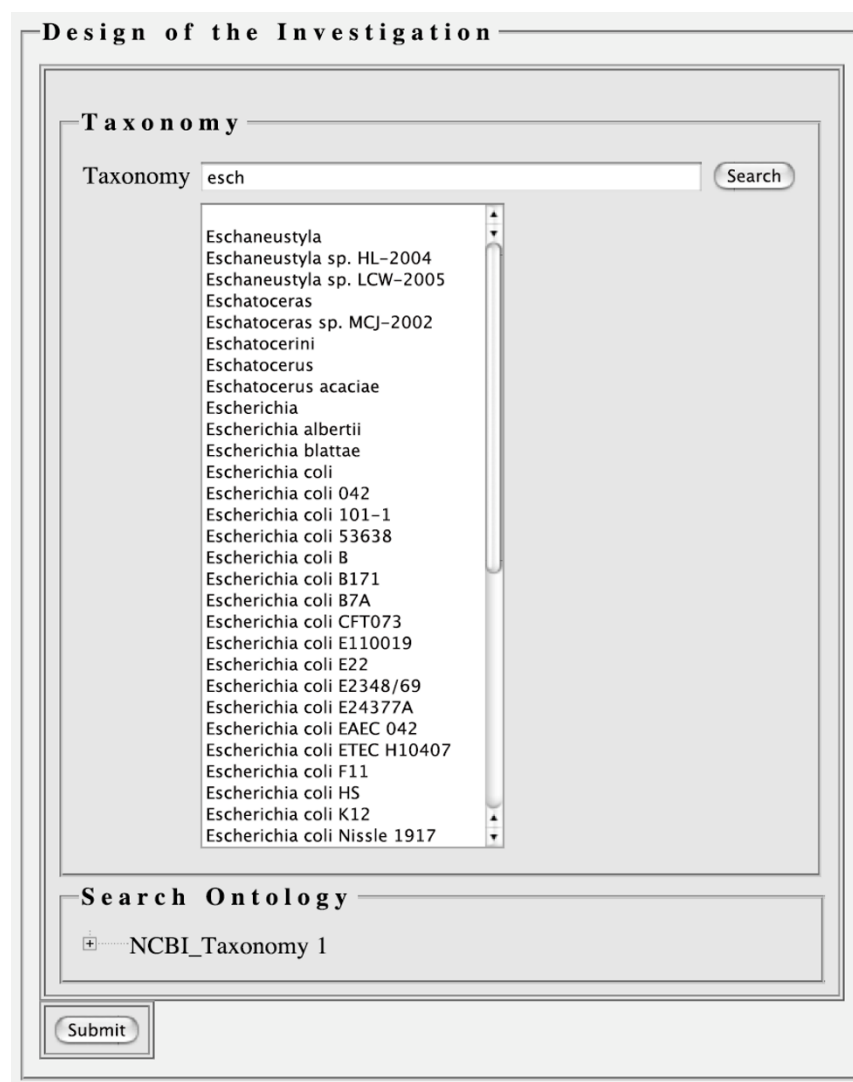 Design of the Investigation
Taxonomy
Taxonomy esch Search
Eschaneustyla
Eschaneustyla sp. HL-2004
Eschaneustyla sp. LCW-2005
Eschatoceras
Eschatoceras sp. MCJ-2002
Eschatocerini
Eschatocerus
Eschatocerus acaciae
Escherichia
Escherichia albertii
Escherichia blattae
Escherichia coli
Escherichia coli 042
Escherichia coli 101-1
Escherichia coli 53638
Escherichia coli B
Escherichia coli B171
Escherichia coli B7A
Escherichia coli CFT073
Escherichia coli E110019
Escherichia coli E22
Escherichia coli E2348/69
Escherichia coli E24377A
Escherichia coli EAEC 042
Escherichia coli ETEC H10407
Escherichia coli F11
Escherichia coli HS
Escherichia coli K12
Escherichia coli Nissle 1917
Search Ontology
NCBI_Taxonomy 1
Submit